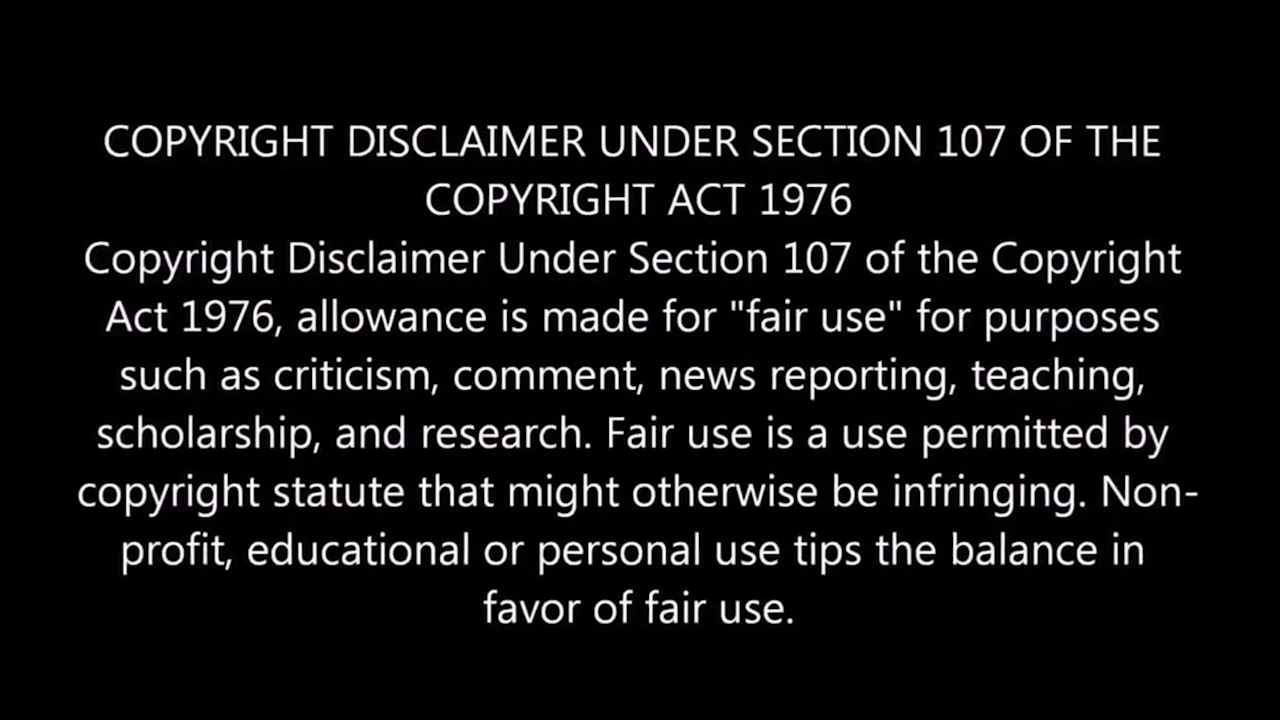 COPYRIGHT DISCLAIMER UNDER SECTION 107 OF THE
COPYRIGHT ACT 1976
Copyright Disclaimer Under Section 107 of the Copyright
Act 1976, allowance is made for "fair use" for purposes
such as criticism, comment, news reporting, teaching,
scholarship, and research. Fair use is a use permitted by
copyright statute that might otherwise be infringing. Non-
profit, educational or personal use tips the balance in
favor of fair use.